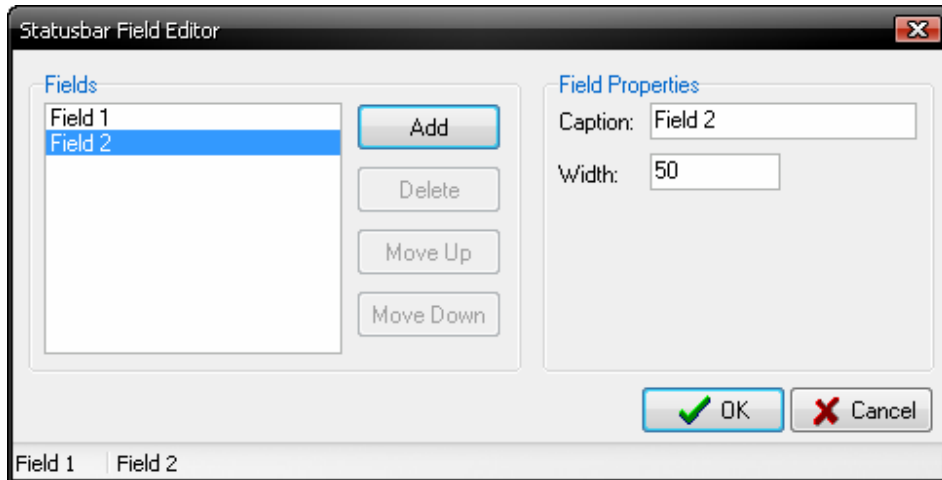 Statusbar Field Editor
Fields
Field 1
Field 2
Add
Delete
Move Up
Move Down
Field Properties
Caption: Field 2
Width: 50
OK
Cancel
Field 1 Field 2